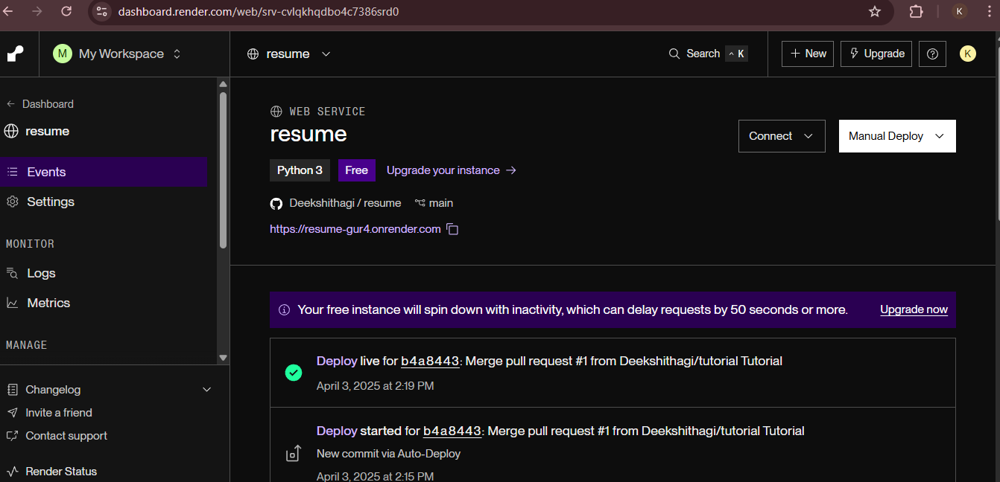 dashboard.render.com/web/srv-cvlqkhqdbo4c7386srd0
K
M My Workspace
resume
Search ^ K
+ New
Upgrade
K
Dashboard
resume
Events
Settings
MONITOR
Logs
Metrics
MANAGE
Changelog
Invite a friend
Contact support
Render Status
WEB SERVICE
resume
Connect
Manual Deploy
Python 3 Free Upgrade your instance →
Deekshithagi / resume main
https://resume-gur4.onrender.com
Your free instance will spin down with inactivity, which can delay requests by 50 seconds or more. Upgrade now
Deploy live for b4a8443: Merge pull request #1 from Deekshithagi/tutorial Tutorial
April 3, 2025 at 2:19 PM
Deploy started for b4a8443: Merge pull request #1 from Deekshithagi/tutorial Tutorial
New commit via Auto-Deploy
April 3, 2025 at 2:15 PM